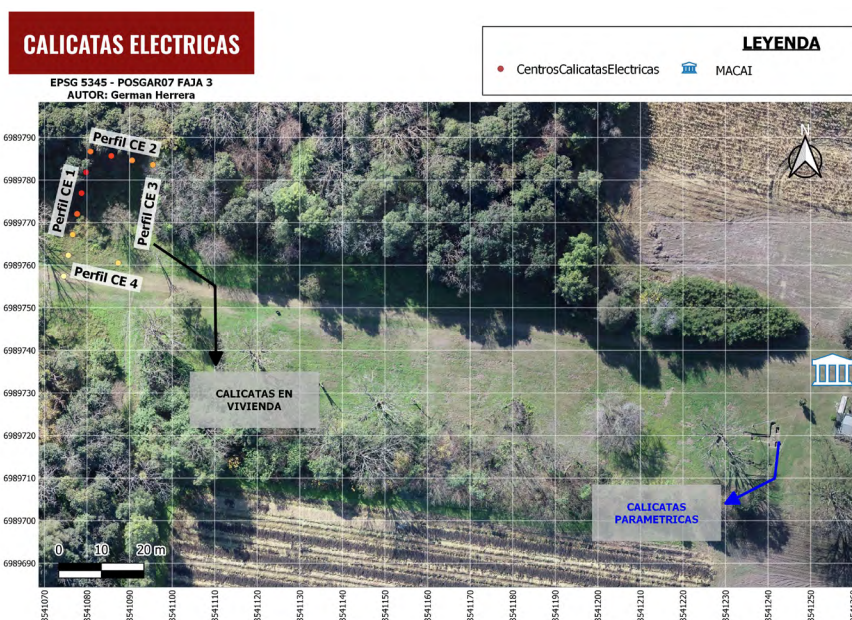 CALICATAS ELECTRICAS
EPSG 5345 - POSGAR07 FAJA 3
AUTOR: German Herrera
LEYENDA
CentrosCalicatasElectricas
MACAI
N
6989790
6989780
6989770
6989760
6989750
6989740
6989730
6989720
6989710
6989700
6989690
Perfil CE 2
Perfil CE 1
Perfil CE 3
Perfil CE 4
CALICATAS EN
VIVIENDA
CALICATAS
PARAMETRICAS
0 10 20 m
3541070
3541080
3541090
3541100
3541110
3541120
3541130
3541140
3541150
3541160
3541170
3541180
3541190
3541200
3541210
3541220
3541230
3541240
3541250